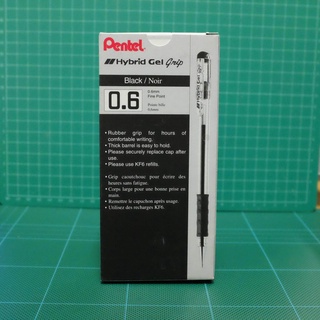 Pentel
Hybrid Gel Grip
Black / Noir
0.6
0.6mm
Fine Point
Pointe Fine
• Rubber grip for hours of
comfortable writing.
• Thick barrel is easy to hold.
• Please securely replace cap after
use.
• Please use KF6 refills.
• Grip caoutchouc pour écrire des
heures sans fatigue.
• Corps large pour une bonne prise en
main.
• Remettre le capuchon après usage.
• Utilisez des recharges KF6.